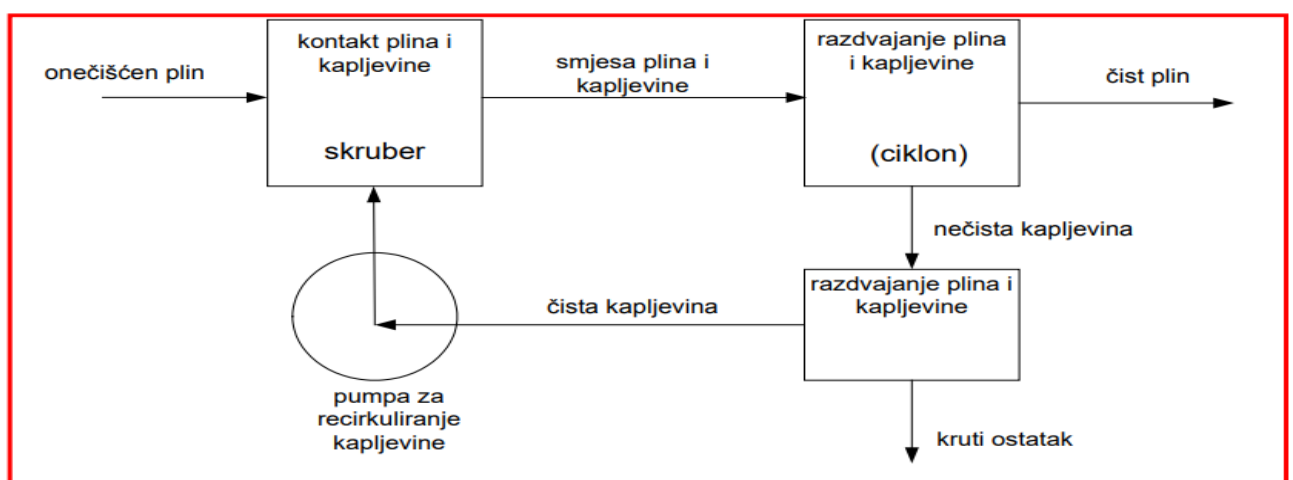 onečišćen plin
kontakt plina i
kapljevine
skruber
smjesa plina i
kapljevine
razdvajanje plina
i kapljevine
(ciklon)
čist plin
nečista kapljevina
razdvajanje plina i
kapljevine
čista kapljevina
pumpa za
recirkuliranje
kapljevine
kruti ostatak